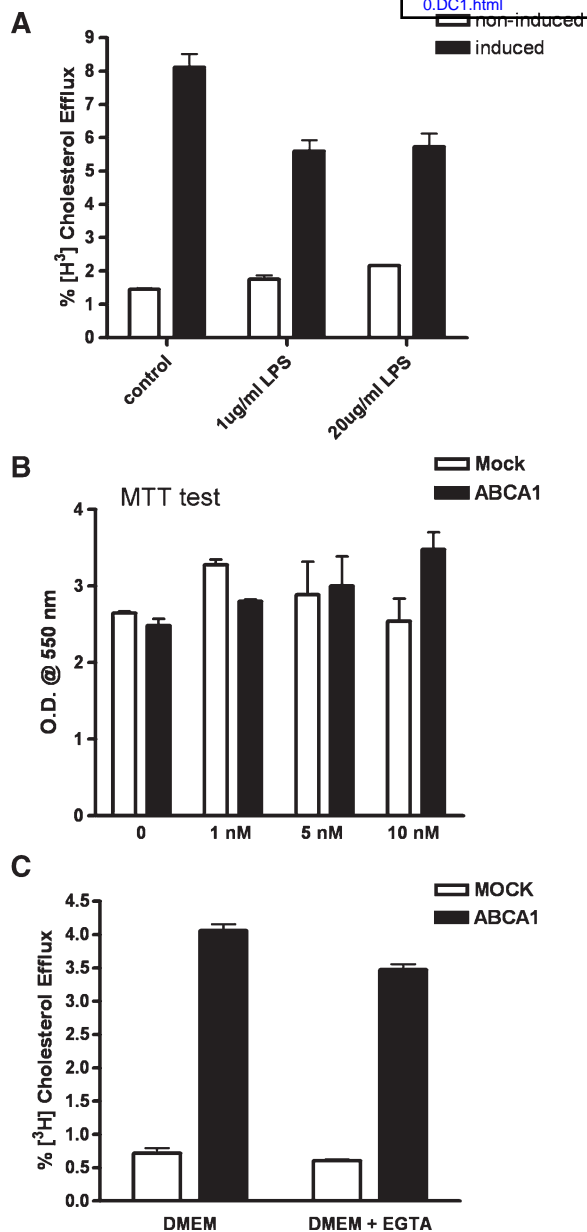 0.DC1.html
A
non-induced
induced
% [H3] Cholesterol Efflux
9
8
7
6
5
4
3
2
1
0
control
1ug/ml LPS
20ug/ml LPS
B
Mock
ABCA1
MTT test
O.D. @ 550 nm
4
3
2
1
0
0 1 nM 5 nM 10 nM
C
MOCK
ABCA1
% [3H] Cholesterol Efflux
4.5
4.0
3.5
3.0
2.5
2.0
1.5
1.0
0.5
0.0
DMEM DMEM + EGTA